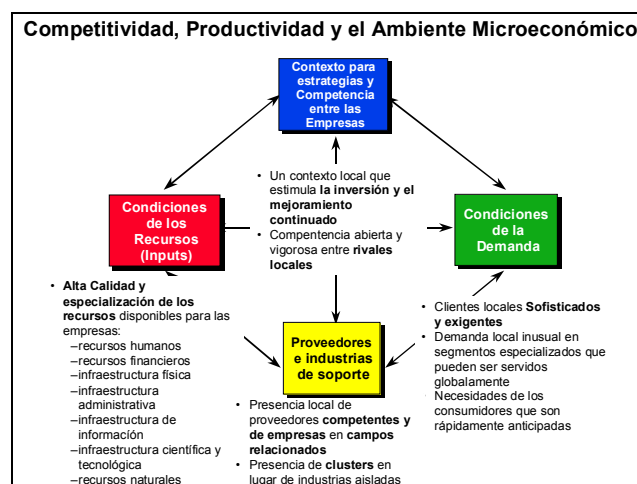 Competitividad, Productividad y el Ambiente Microeconómico
Contexto para
estrategias y
Competencia
entre las
Empresas
• Un contexto local que
estimula la inversión y el
mejoramiento
continuado
• Compentencia abierta y
vigorosa entre rivales
locales
Condiciones
de los
Recursos
(Inputs)
Condiciones
de la
Demanda
• Alta Calidad y
especialización de los
recursos disponibles para las
empresas:
–recursos humanos
–recursos financieros
–infraestructura física
–infraestructura
administrativa
–infraestructura de
información
–infraestructura científica y
tecnológica
–recursos naturales
Proveedores
e industrias
de soporte
• Presencia local de
proveedores competentes y
de empresas en campos
relacionados
• Presencia de clusters en
lugar de industrias aisladas
• Clientes locales Sofisticados
y exigentes
• Demanda local inusual en
segmentos especializados que
pueden ser servidos
globalamente
• Necesidades de los
consumidores que son
rápidamente anticipadas